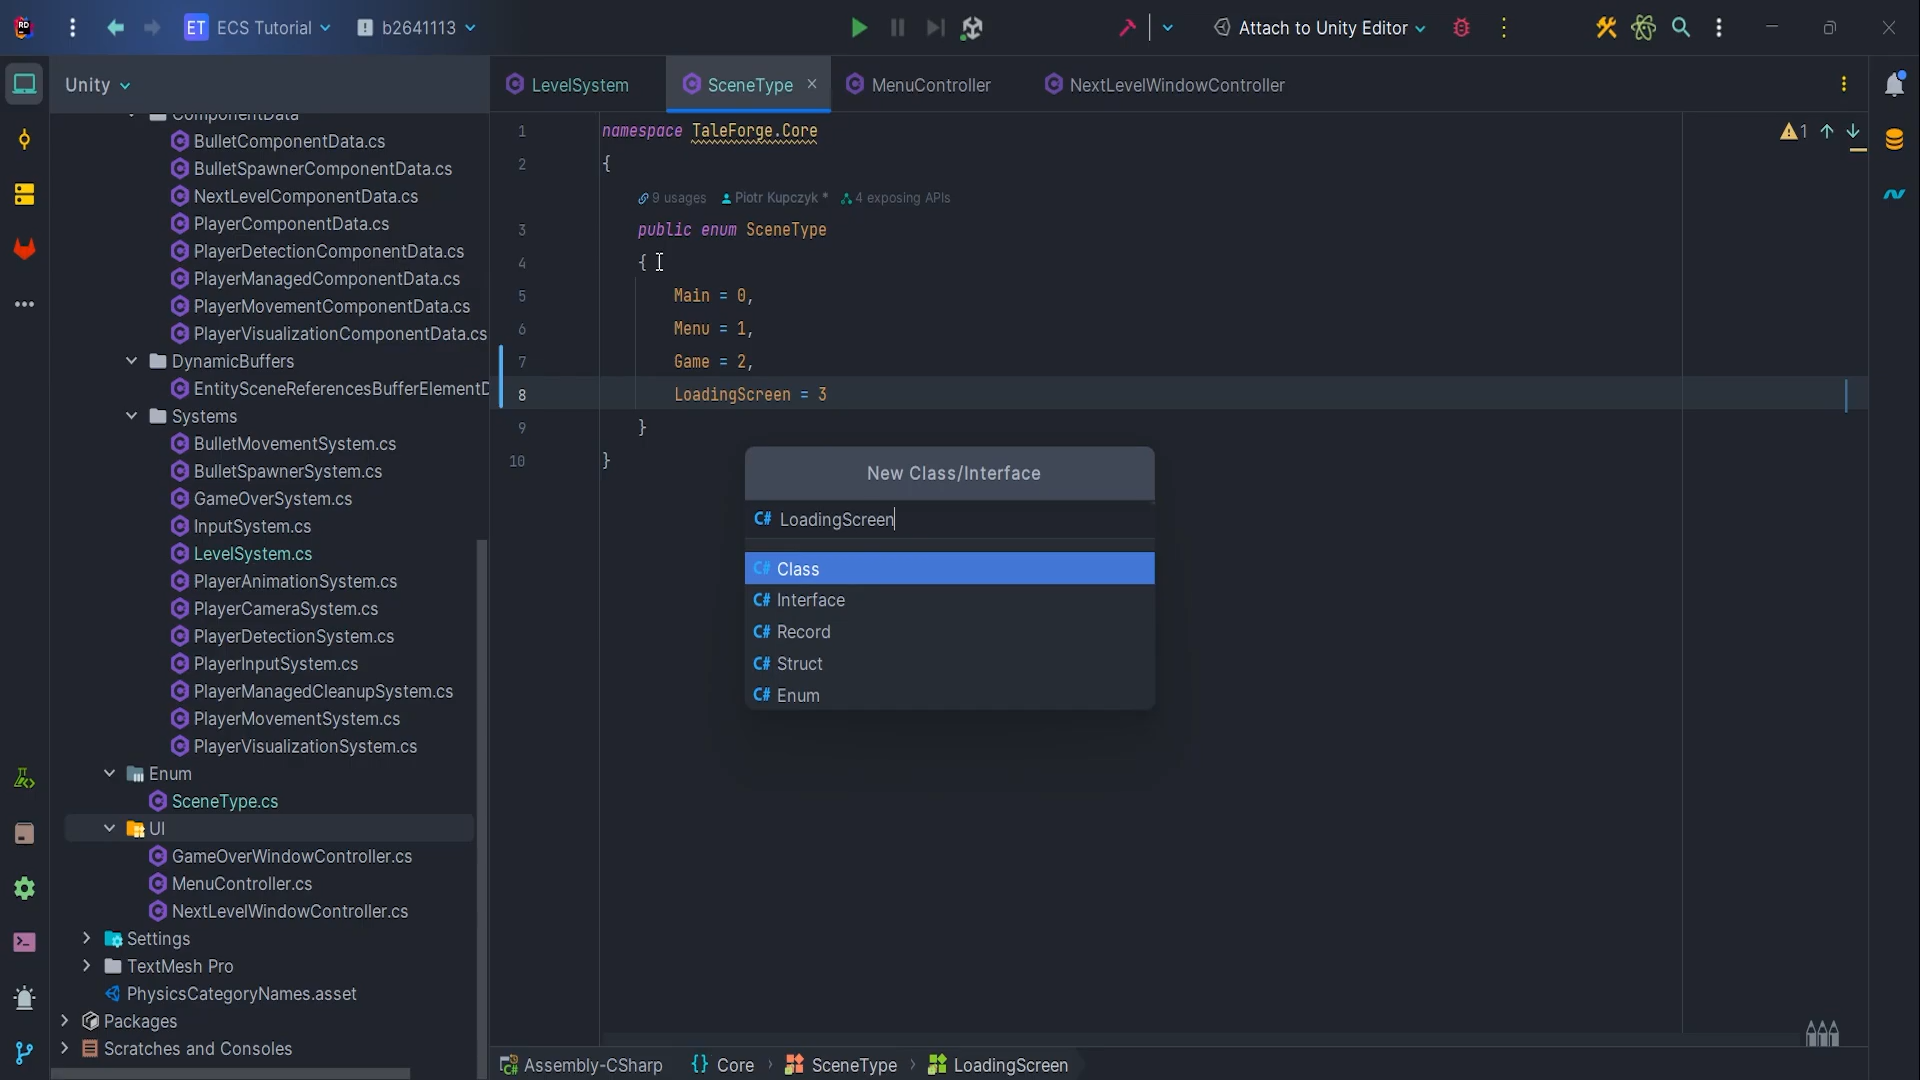 ET ECS Tutorial b2641113 Attach to Unity Editor
Unity
LevelSystem SceneType MenuController NextLevelWindowController
ComponentData
BulletComponentData.cs
BulletSpawnerComponentData.cs
NextLevelComponentData.cs
PlayerComponentData.cs
PlayerDetectionComponentData.cs
PlayerManagedComponentData.cs
PlayerMovementComponentData.cs
PlayerVisualizationComponentData.cs
DynamicBuffers
EntitySceneReferencesBufferElementD
Systems
BulletMovementSystem.cs
BulletSpawnerSystem.cs
GameOverSystem.cs
InputSystem.cs
LevelSystem.cs
PlayerAnimationSystem.cs
PlayerCameraSystem.cs
PlayerDetectionSystem.cs
PlayerInputSystem.cs
PlayerManagedCleanupSystem.cs
PlayerMovementSystem.cs
PlayerVisualizationSystem.cs
Enum
SceneType.cs
UI
GameOverWindowController.cs
MenuController.cs
NextLevelWindowController.cs
Settings
TextMesh Pro
PhysicsCategoryNames.asset
Packages
Scratches and Consoles
1 namespace TaleForge.Core
1
2 {
9 usages Piotr Kupczyk * 4 exposing APIs
3 public enum SceneType
4 {
5 Main = 0,
6 Menu = 1,
7 Game = 2,
8 LoadingScreen = 3
9 }
10 }
New Class/Interface
C# LoadingScreen
C# Class
C# Interface
C# Record
C# Struct
C# Enum
Assembly-CSharp {} Core › SceneType › LoadingScreen